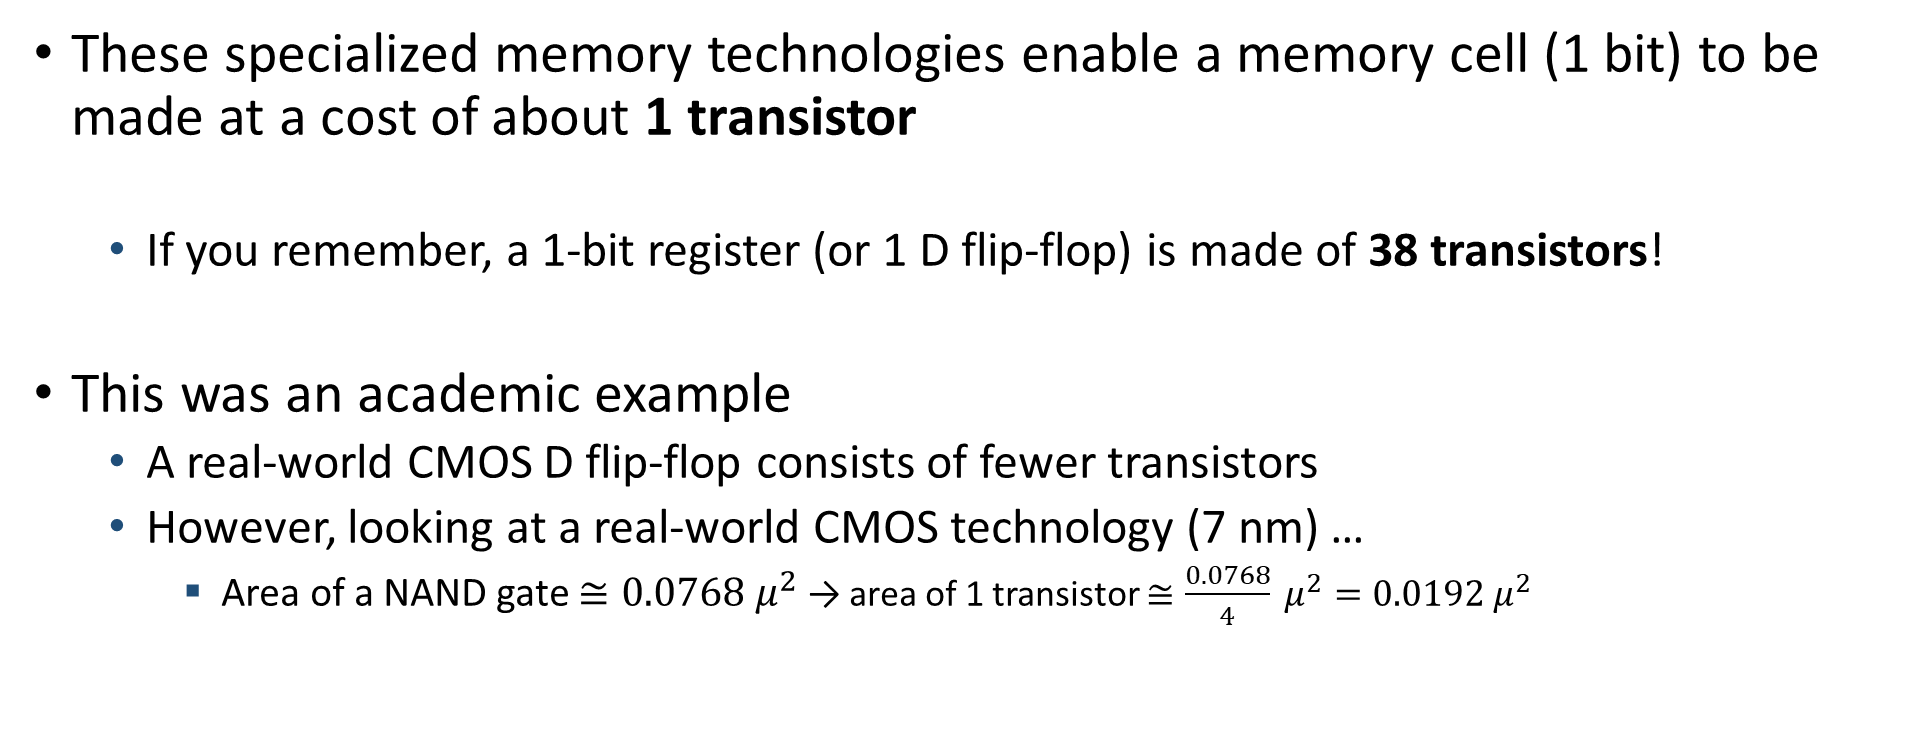 • These specialized memory technologies enable a memory cell (1 bit) to be
made at a cost of about 1 transistor
• If you remember, a 1-bit register (or 1 D flip-flop) is made of 38 transistors!
• This was an academic example
• A real-world CMOS D flip-flop consists of fewer transistors
• However, looking at a real-world CMOS technology (7 nm) …
▪ Area of a NAND gate ≅ 0.0768 μ² → area of 1 transistor ≅ 0.0768/4 μ² = 0.0192 μ²